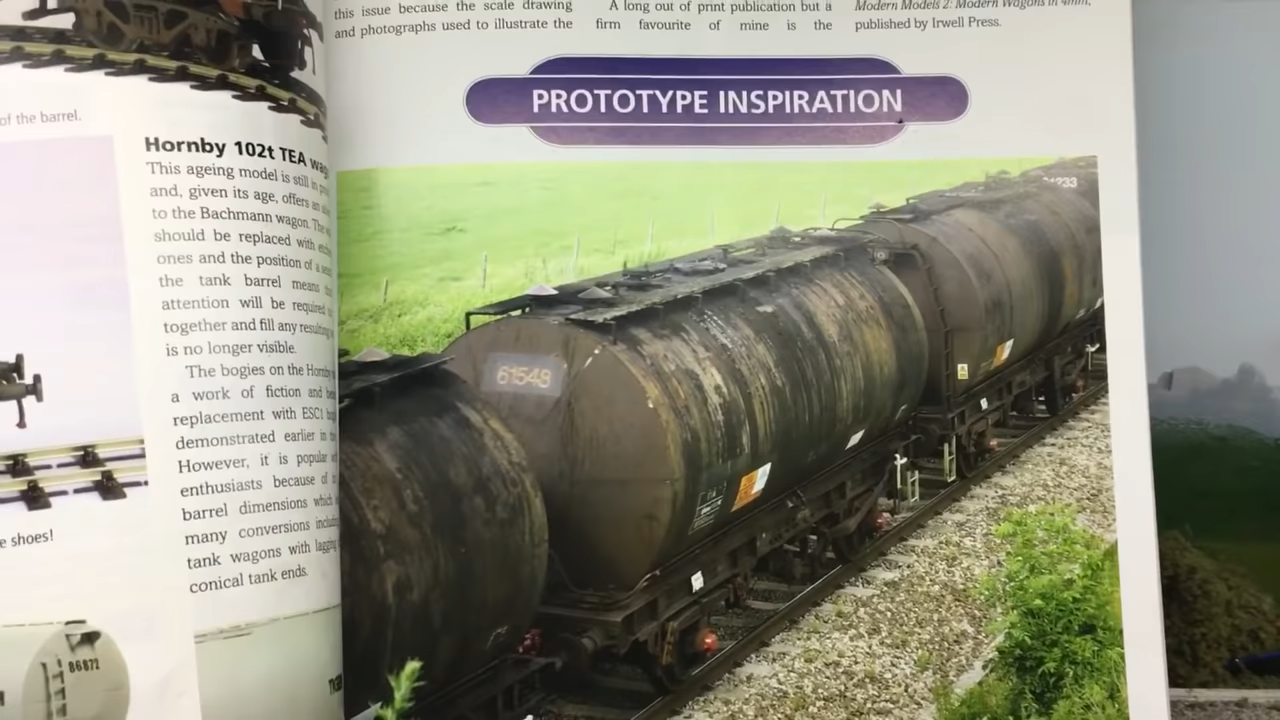 of the barrel.
e shoes!
86872
Hornby 102t TEA
This ageing model is still in
and, given its age, offers an
to the Bachmann wagon. The
should be replaced with
ones and the position of a
the tank barrel means
attention will be required
together and fill any
is no longer visible.
The bogies on the Hornby
a work of fiction and
replacement with ESC1
demonstrated earlier in
However, it is popular
enthusiasts because of
barrel dimensions which
many conversions
tank wagons with lagging
conical tank ends.
this issue because the scale drawing
and photographs used to illustrate the
A long out of print publication but a
firm favourite of mine is the
Modern Models 2: Modern Wagons in 4mm,
published by Irwell Press.
PROTOTYPE INSPIRATION
61548